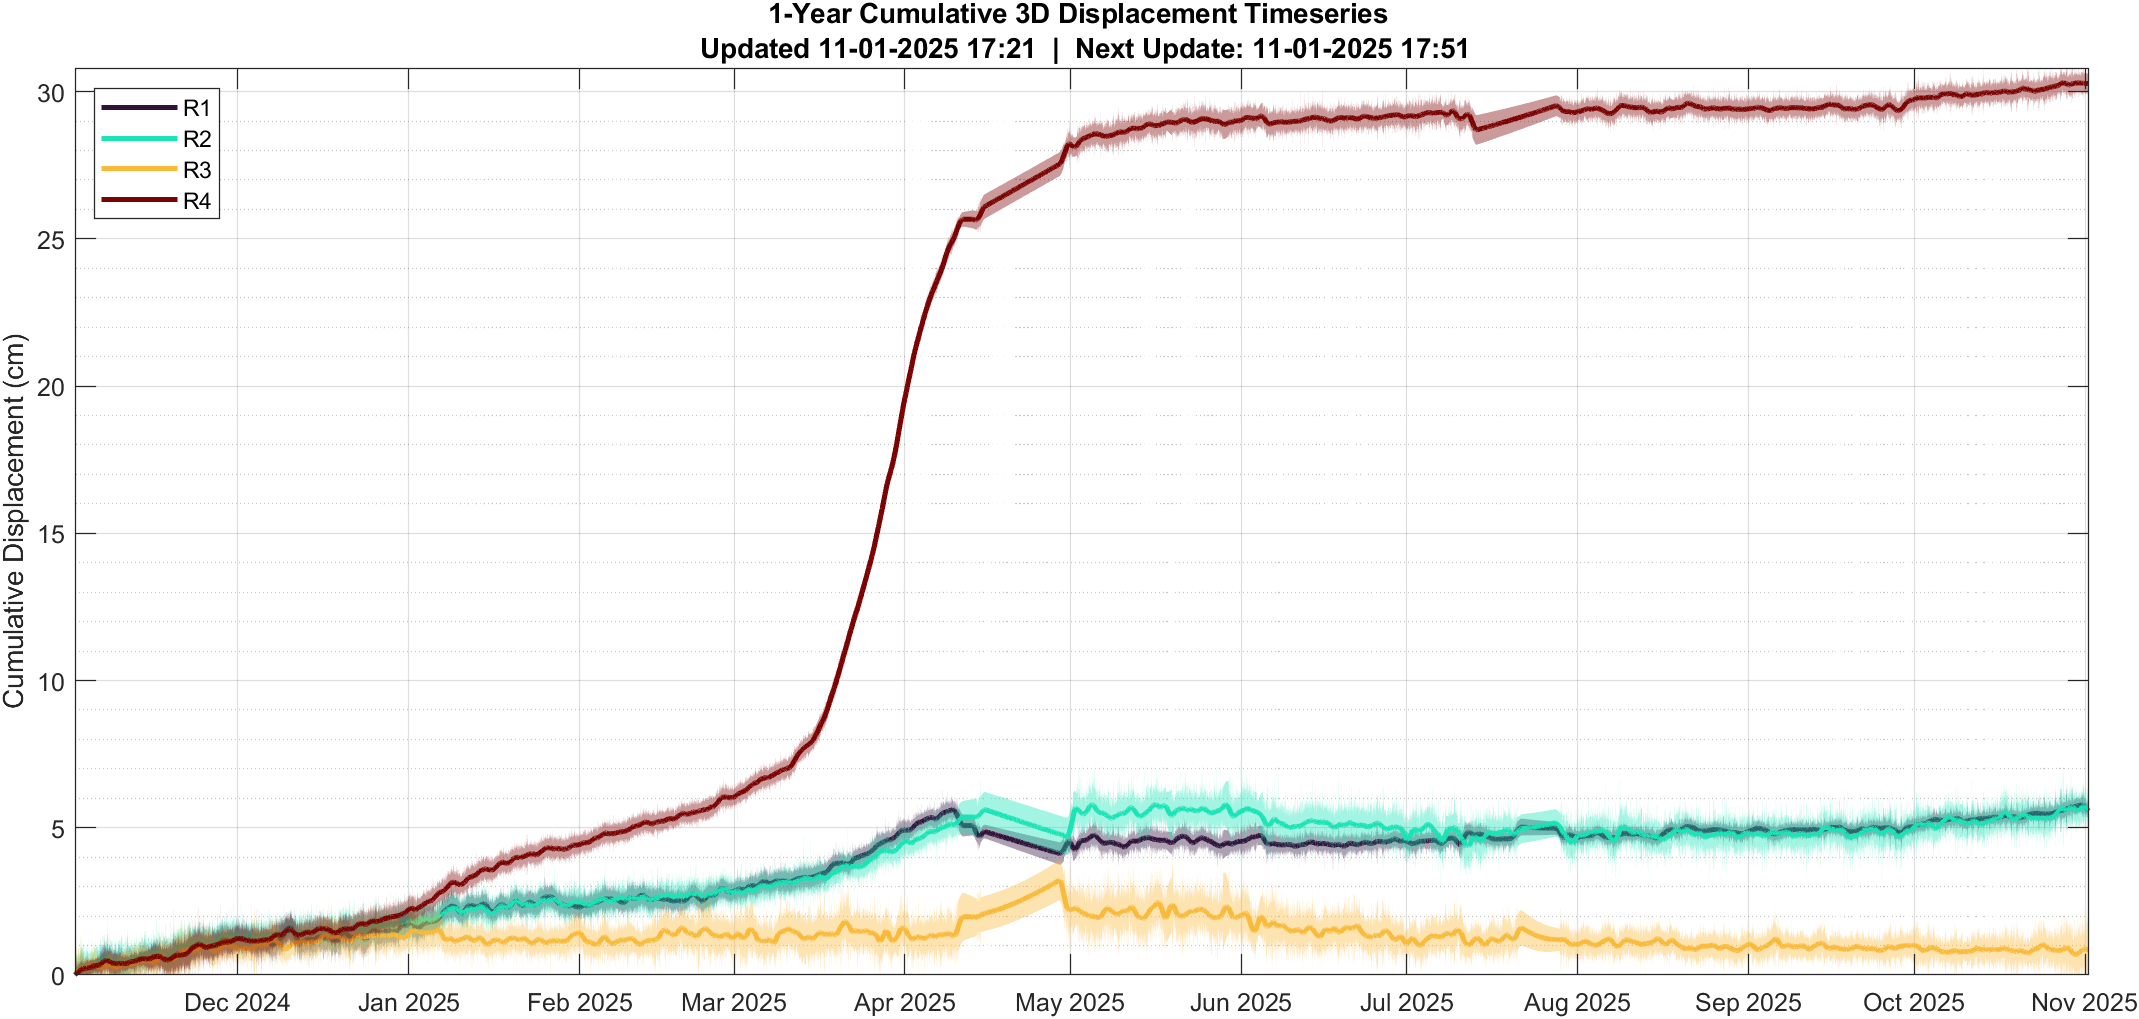 1-Year Cumulative 3D Displacement Timeseries
Updated 11-01-2025 17:21 | Next Update: 11-01-2025 17:51
R1
R2
R3
R4
Cumulative Displacement (cm)
30
25
20
15
10
5
0
Dec 2024 Jan 2025 Feb 2025 Mar 2025 Apr 2025 May 2025 Jun 2025 Jul 2025 Aug 2025 Sep 2025 Oct 2025 Nov 2025